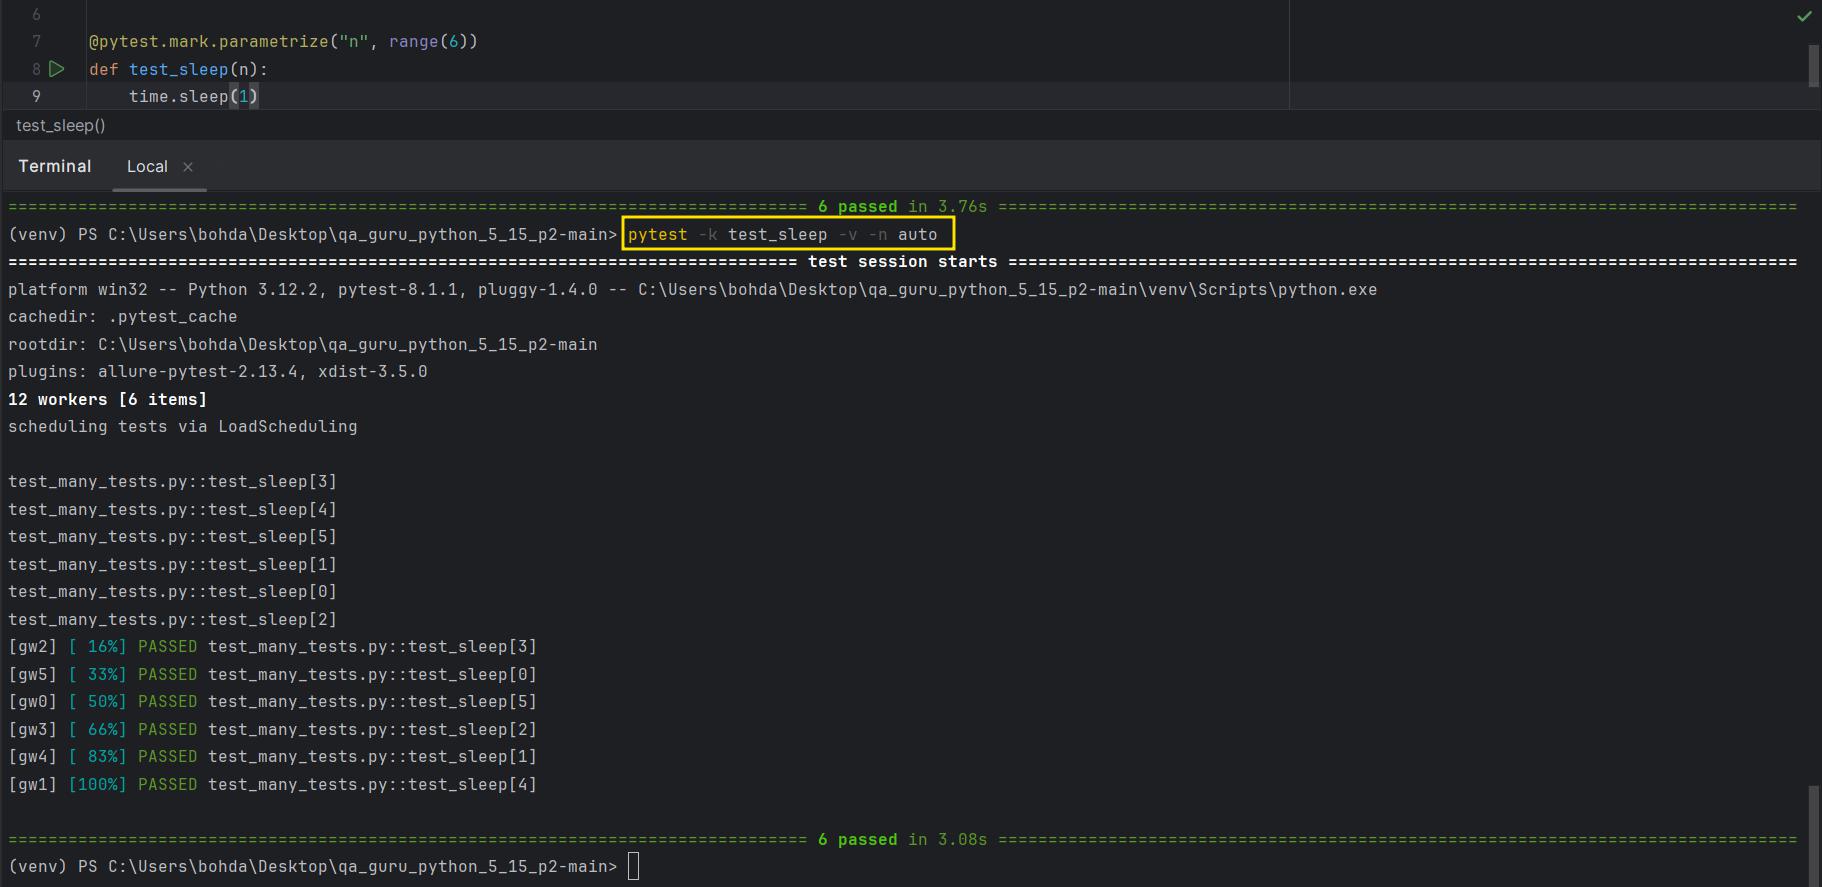 6
7 @pytest.mark.parametrize("n", range(6))
8 def test_sleep(n):
9 time.sleep(1)
test_sleep()
Terminal Local ×
================================================================================ 6 passed in 3.76s ================================================================================
(venv) PS C:\Users\bohda\Desktop\qa_guru_python_5_15_p2-main> pytest -k test_sleep -v -n auto
=============================================================================== test session starts ===============================================================================
platform win32 -- Python 3.12.2, pytest-8.1.1, pluggy-1.4.0 -- C:\Users\bohda\Desktop\qa_guru_python_5_15_p2-main\venv\Scripts\python.exe
cachedir: .pytest_cache
rootdir: C:\Users\bohda\Desktop\qa_guru_python_5_15_p2-main
plugins: allure-pytest-2.13.4, xdist-3.5.0
12 workers [6 items]
scheduling tests via LoadScheduling
test_many_tests.py::test_sleep[3]
test_many_tests.py::test_sleep[4]
test_many_tests.py::test_sleep[5]
test_many_tests.py::test_sleep[1]
test_many_tests.py::test_sleep[0]
test_many_tests.py::test_sleep[2]
[gw2] [ 16%] PASSED test_many_tests.py::test_sleep[3]
[gw5] [ 33%] PASSED test_many_tests.py::test_sleep[0]
[gw0] [ 50%] PASSED test_many_tests.py::test_sleep[5]
[gw3] [ 66%] PASSED test_many_tests.py::test_sleep[2]
[gw4] [ 83%] PASSED test_many_tests.py::test_sleep[1]
[gw1] [100%] PASSED test_many_tests.py::test_sleep[4]
================================================================================ 6 passed in 3.08s ================================================================================
(venv) PS C:\Users\bohda\Desktop\qa_guru_python_5_15_p2-main>